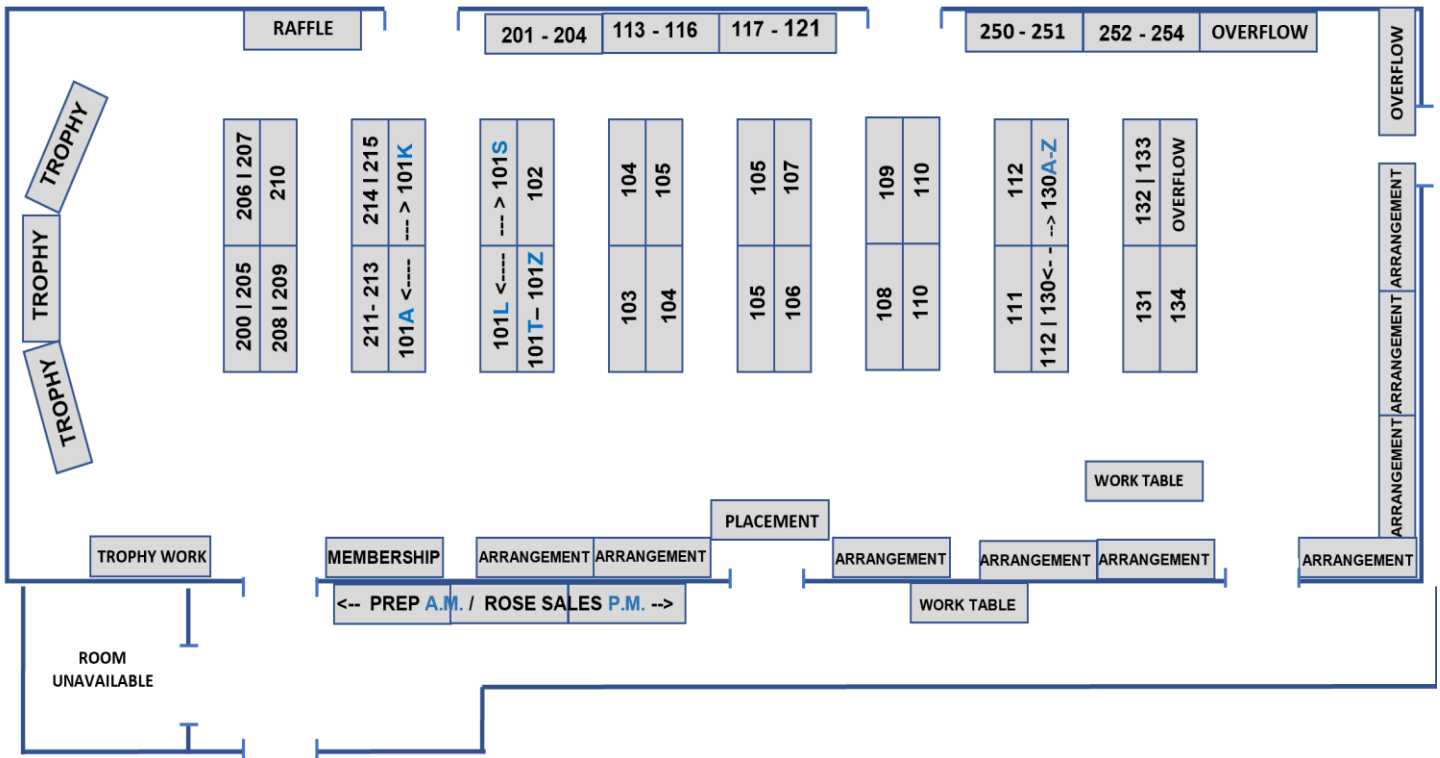 RAFFLE
201 - 204
113 - 116
117 - 121
250 - 251
252 - 254
OVERFLOW
OVERFLOW
TROPHY
TROPHY
TROPHY
206 | 207
210
200 | 205
208 | 209
214 | 215
---- > 101K
211- 213
101A <----
--- > 101S
102
101L <----
101T– 101Z
104
105
103
104
105
107
105
106
109
110
108
110
112
--> 130A-Z
111
112 | 130<- -
132 | 133
OVERFLOW
131
134
ARRANGEMENT
ARRANGEMENT
ARRANGEMENT
WORK TABLE
PLACEMENT
TROPHY WORK
MEMBERSHIP
ARRANGEMENT
ARRANGEMENT
ARRANGEMENT
ARRANGEMENT
ARRANGEMENT
ARRANGEMENT
<-- PREP A.M. / ROSE SALES P.M. -->
WORK TABLE
ROOM
UNAVAILABLE